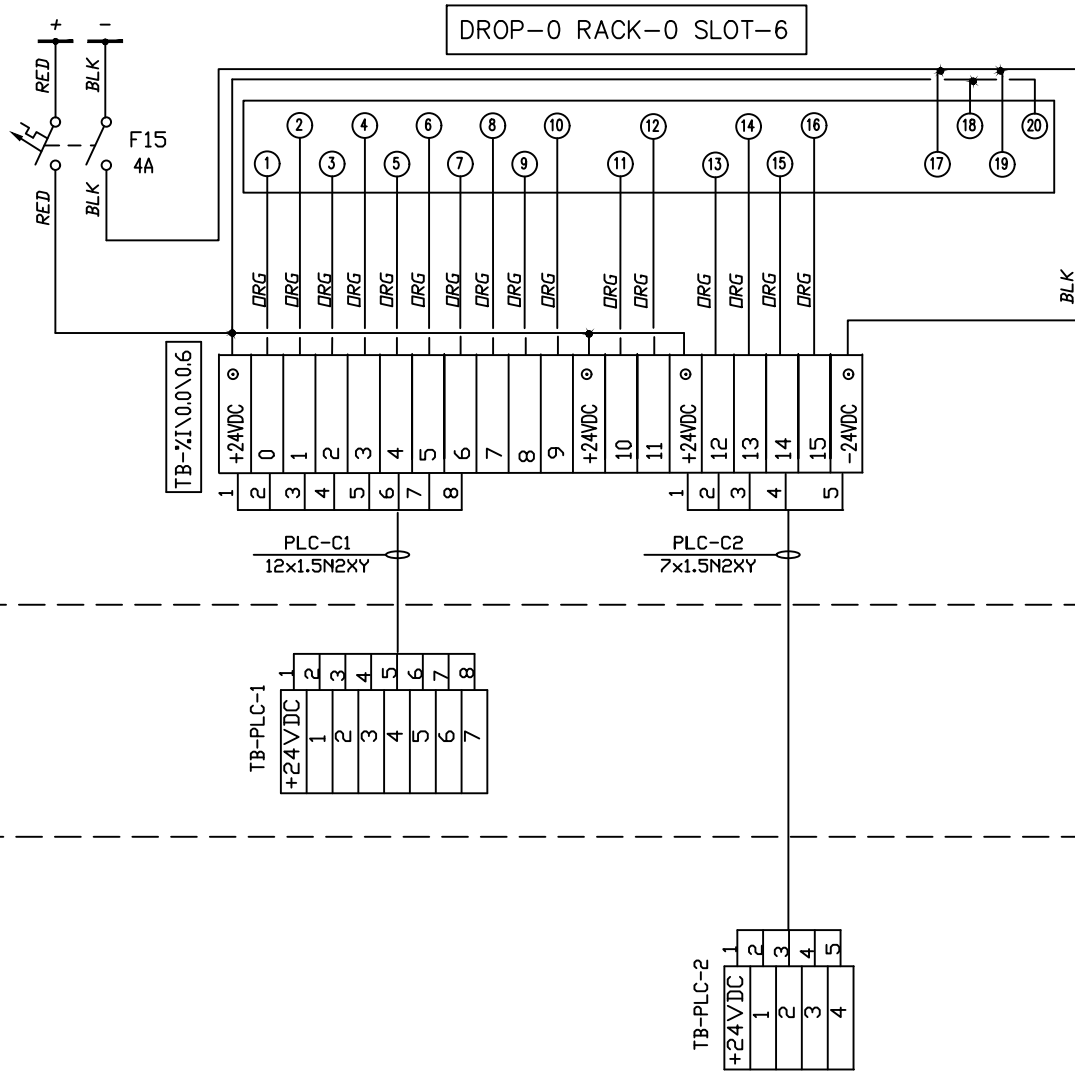 DROP-0 RACK-0 SLOT-6
+ -
RED BLK
F15
4A
RED BLK
2 4 6 8 10 12 14 16 18 20
1 3 5 7 9 11 13 15 17 19
ORG ORG ORG ORG ORG ORG ORG ORG ORG ORG ORG ORG ORG ORG ORG ORG
BLK
TB-%I\0.0\0.6
+24VDC 0 1 2 3 4 5 6 7 8 9 +24VDC 10 11 +24VDC 12 13 14 15 -24VDC
1 2 3 4 5 6 7 8
1 2 3 4 5
PLC-C1
12x1.5N2XY
PLC-C2
7x1.5N2XY
TB-PLC-1
1 2 3 4 5 6 7 8
+24VDC 1 2 3 4 5 6 7
TB-PLC-2
1 2 3 4 5
+24VDC 1 2 3 4